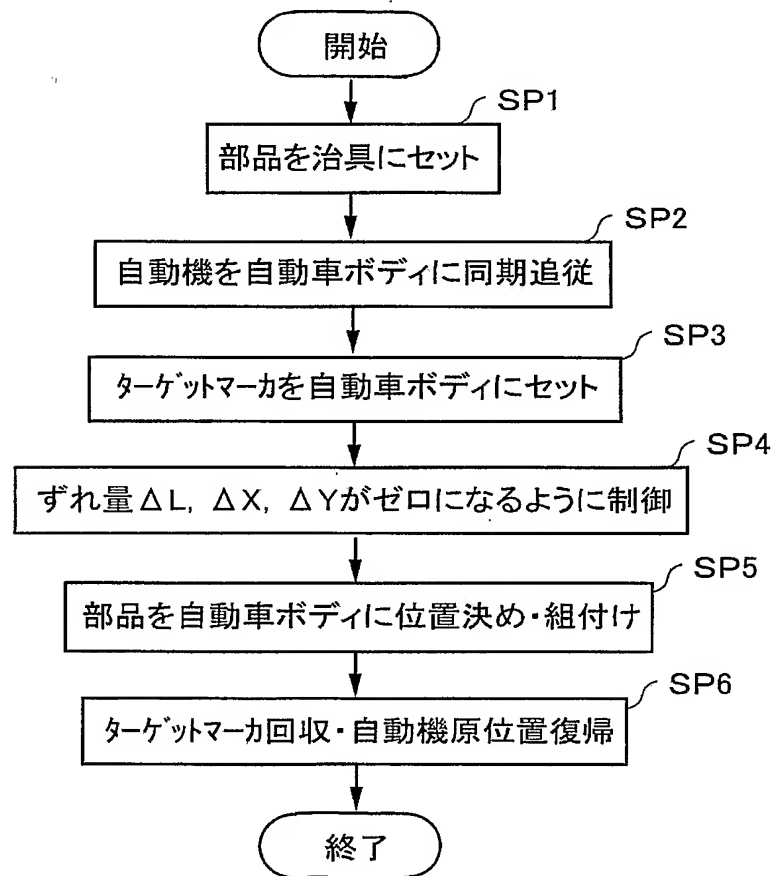 開始
SP1
部品を治具にセット
SP2
自動機を自動車ボディに同期追従
SP3
ターゲットマーカを自動車ボディにセット
SP4
ずれ量ΔL, ΔX, ΔYがゼロになるように制御
SP5
部品を自動車ボディに位置決め・組付け
SP6
ターゲットマーカ回収・自動機原位置復帰
終了